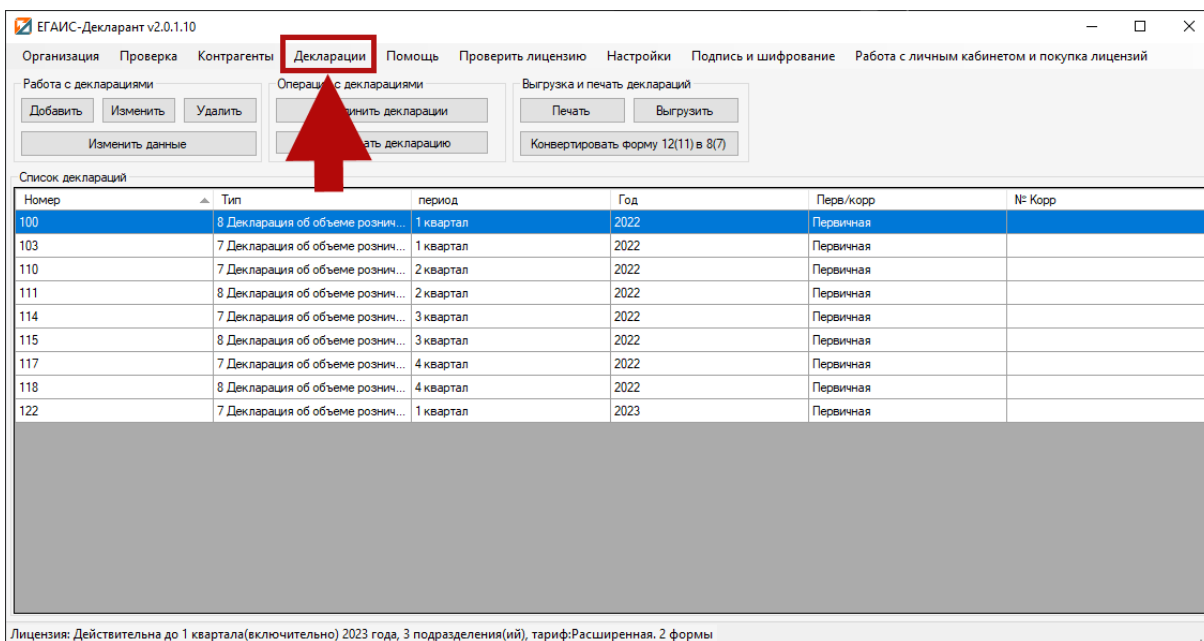 ЕГАИС-Декларант v2.0.1.10
Организация Проверка Контрагенты Декларации Помощь Проверить лицензию Настройки Подпись и шифрование Работа с личным кабинетом и покупка лицензий
Работа с декларациями Операции с декларациями Выгрузка и печать деклараций
Добавить Изменить Удалить декларации Печать Выгрузить
Изменить данные декларацию Конвертировать форму 12(11) в 8(7)
Список деклараций
Номер Тип период Год Перв/корр № Корр
100 8 Декларация об объеме рознич... 1 квартал 2022 Первичная
103 7 Декларация об объеме рознич... 1 квартал 2022 Первичная
110 7 Декларация об объеме рознич... 2 квартал 2022 Первичная
111 8 Декларация об объеме рознич... 2 квартал 2022 Первичная
114 7 Декларация об объеме рознич... 3 квартал 2022 Первичная
115 8 Декларация об объеме рознич... 3 квартал 2022 Первичная
117 7 Декларация об объеме рознич... 4 квартал 2022 Первичная
118 8 Декларация об объеме рознич... 4 квартал 2022 Первичная
122 7 Декларация об объеме рознич... 1 квартал 2023 Первичная
Лицензия: Действительна до 1 квартала(включительно) 2023 года, 3 подразделения(ий), тариф:Расширенная. 2 формы